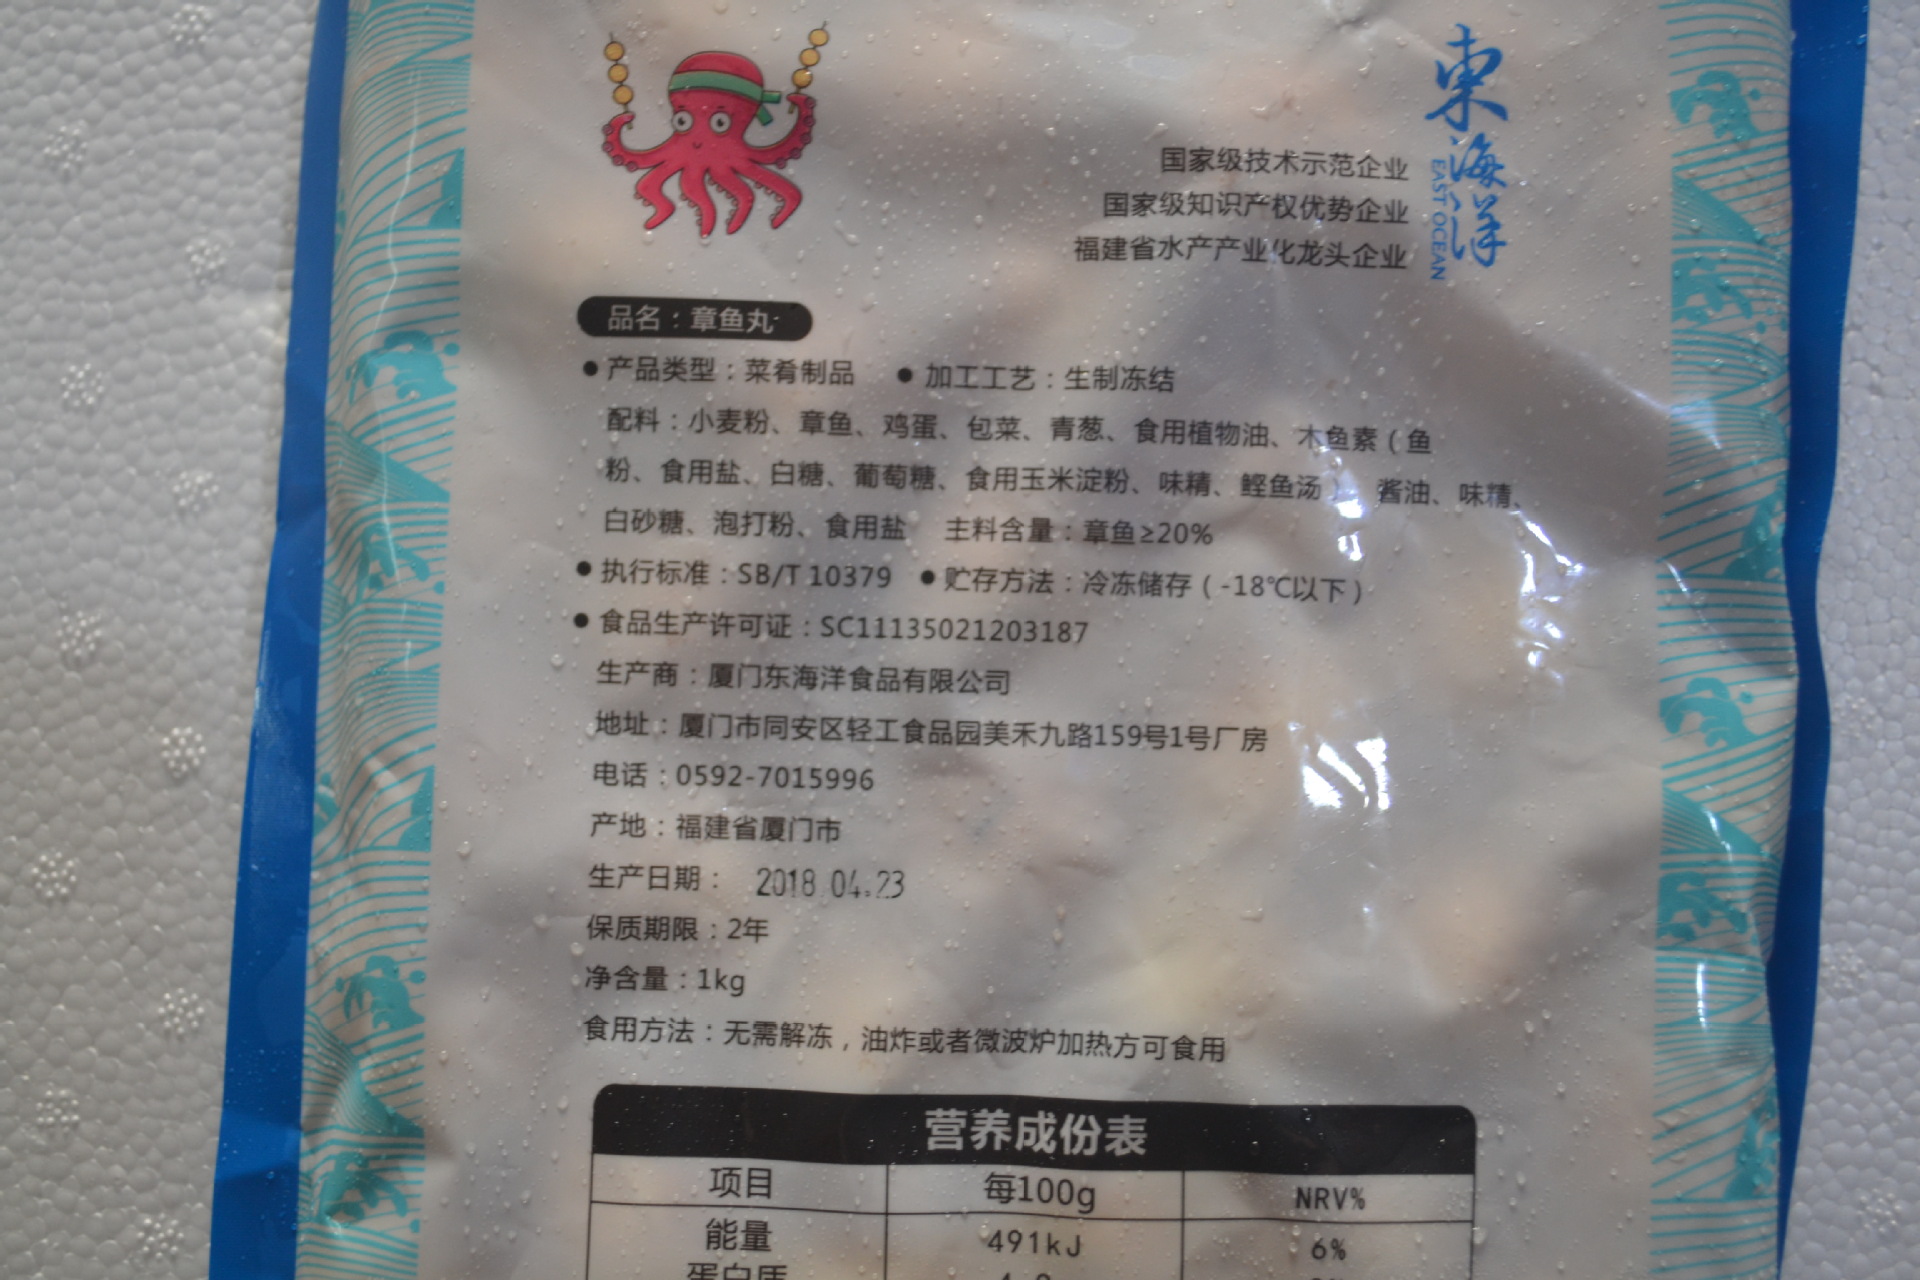 東海洋
EAST OCEAN
国家级技术示范企业
国家级知识产权优势企业
福建省水产产业化龙头企业
品名：章鱼丸
● 产品类型：菜肴制品 ● 加工工艺：生制冻结
配料：小麦粉、章鱼、鸡蛋、包菜、青葱、食用植物油、木鱼素（鱼
粉、食用盐、白糖、葡萄糖、食用玉米淀粉、味精、鲣鱼汤）、酱油、味精、
白砂糖、泡打粉、食用盐 主料含量：章鱼≥20%
● 执行标准：SB/T 10379 ● 贮存方法：冷冻储存（-18℃以下）
● 食品生产许可证：SC11135021203187
生产商：厦门东海洋食品有限公司
地址：厦门市同安区轻工食品园美禾九路159号1号厂房
电话：0592-7015996
产地：福建省厦门市
生产日期： 2018.04.23
保质期限：2年
净含量：1kg
食用方法：无需解冻，油炸或者微波炉加热方可食用
营养成份表
项目 每100g NRV%
能量 491kJ 6%
蛋白质